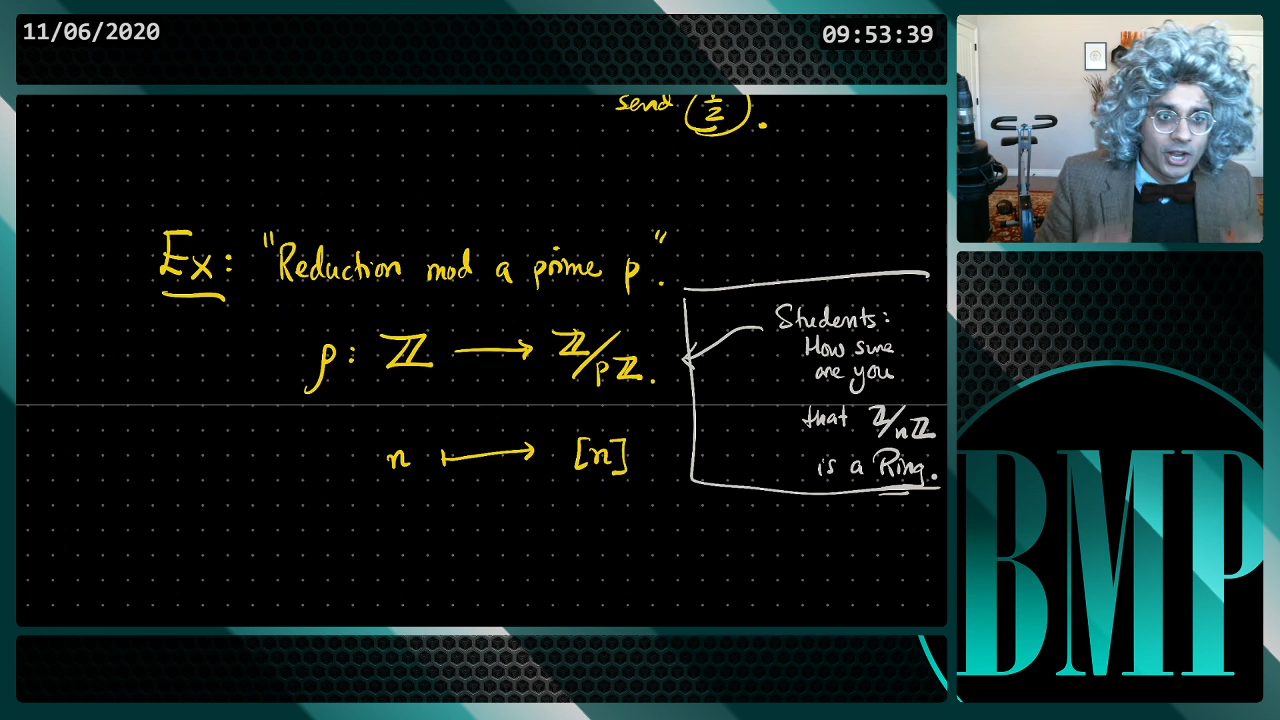 11/06/2020
09:53:39
send 1/2.
Ex: "Reduction mod a prime p".
ρ: ℤ → ℤ/pℤ.
n ↦ [n]
Students:
How sure
are you
that ℤ/nℤ
is a Ring.
BMP